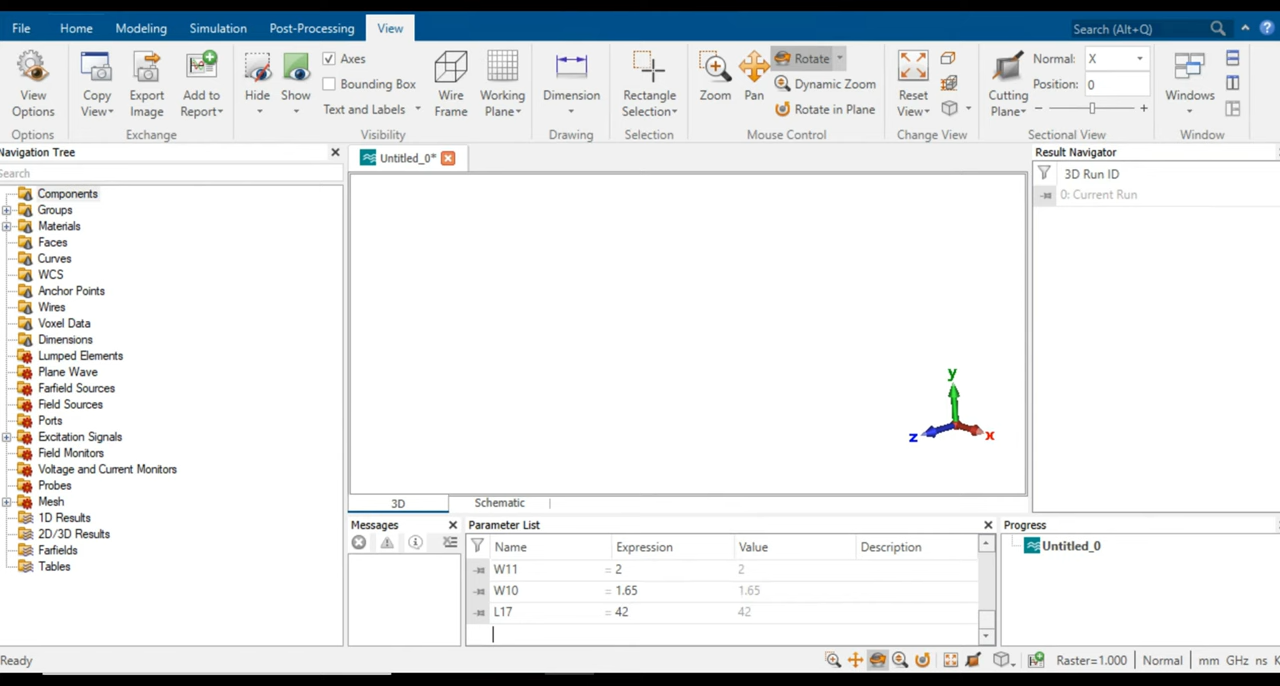 File Home Modeling Simulation Post-Processing View Search (Alt+Q)
View Options
Options
Copy View
Export Image
Add to Report
Exchange
Hide
Show
Axes
Bounding Box
Text and Labels
Wire Frame
Working Plane
Visibility
Dimension
Drawing
Rectangle Selection
Selection
Zoom
Pan
Rotate
Dynamic Zoom
Rotate in Plane
Mouse Control
Reset View
Change View
Cutting Plane
Normal: X
Position: 0
Sectional View
Windows
Window
Navigation Tree
Search
Components
Groups
Materials
Faces
Curves
WCS
Anchor Points
Wires
Voxel Data
Dimensions
Lumped Elements
Plane Wave
Farfield Sources
Field Sources
Ports
Excitation Signals
Field Monitors
Voltage and Current Monitors
Probes
Mesh
1D Results
2D/3D Results
Farfields
Tables
Untitled_0*
y
z x
3D Schematic
Result Navigator
3D Run ID
0: Current Run
Messages
Parameter List
Name Expression Value Description
W11 = 2 2
W10 = 1.65 1.65
L17 = 42 42
Progress
Untitled_0
Ready Raster=1.000 Normal mm GHz ns K